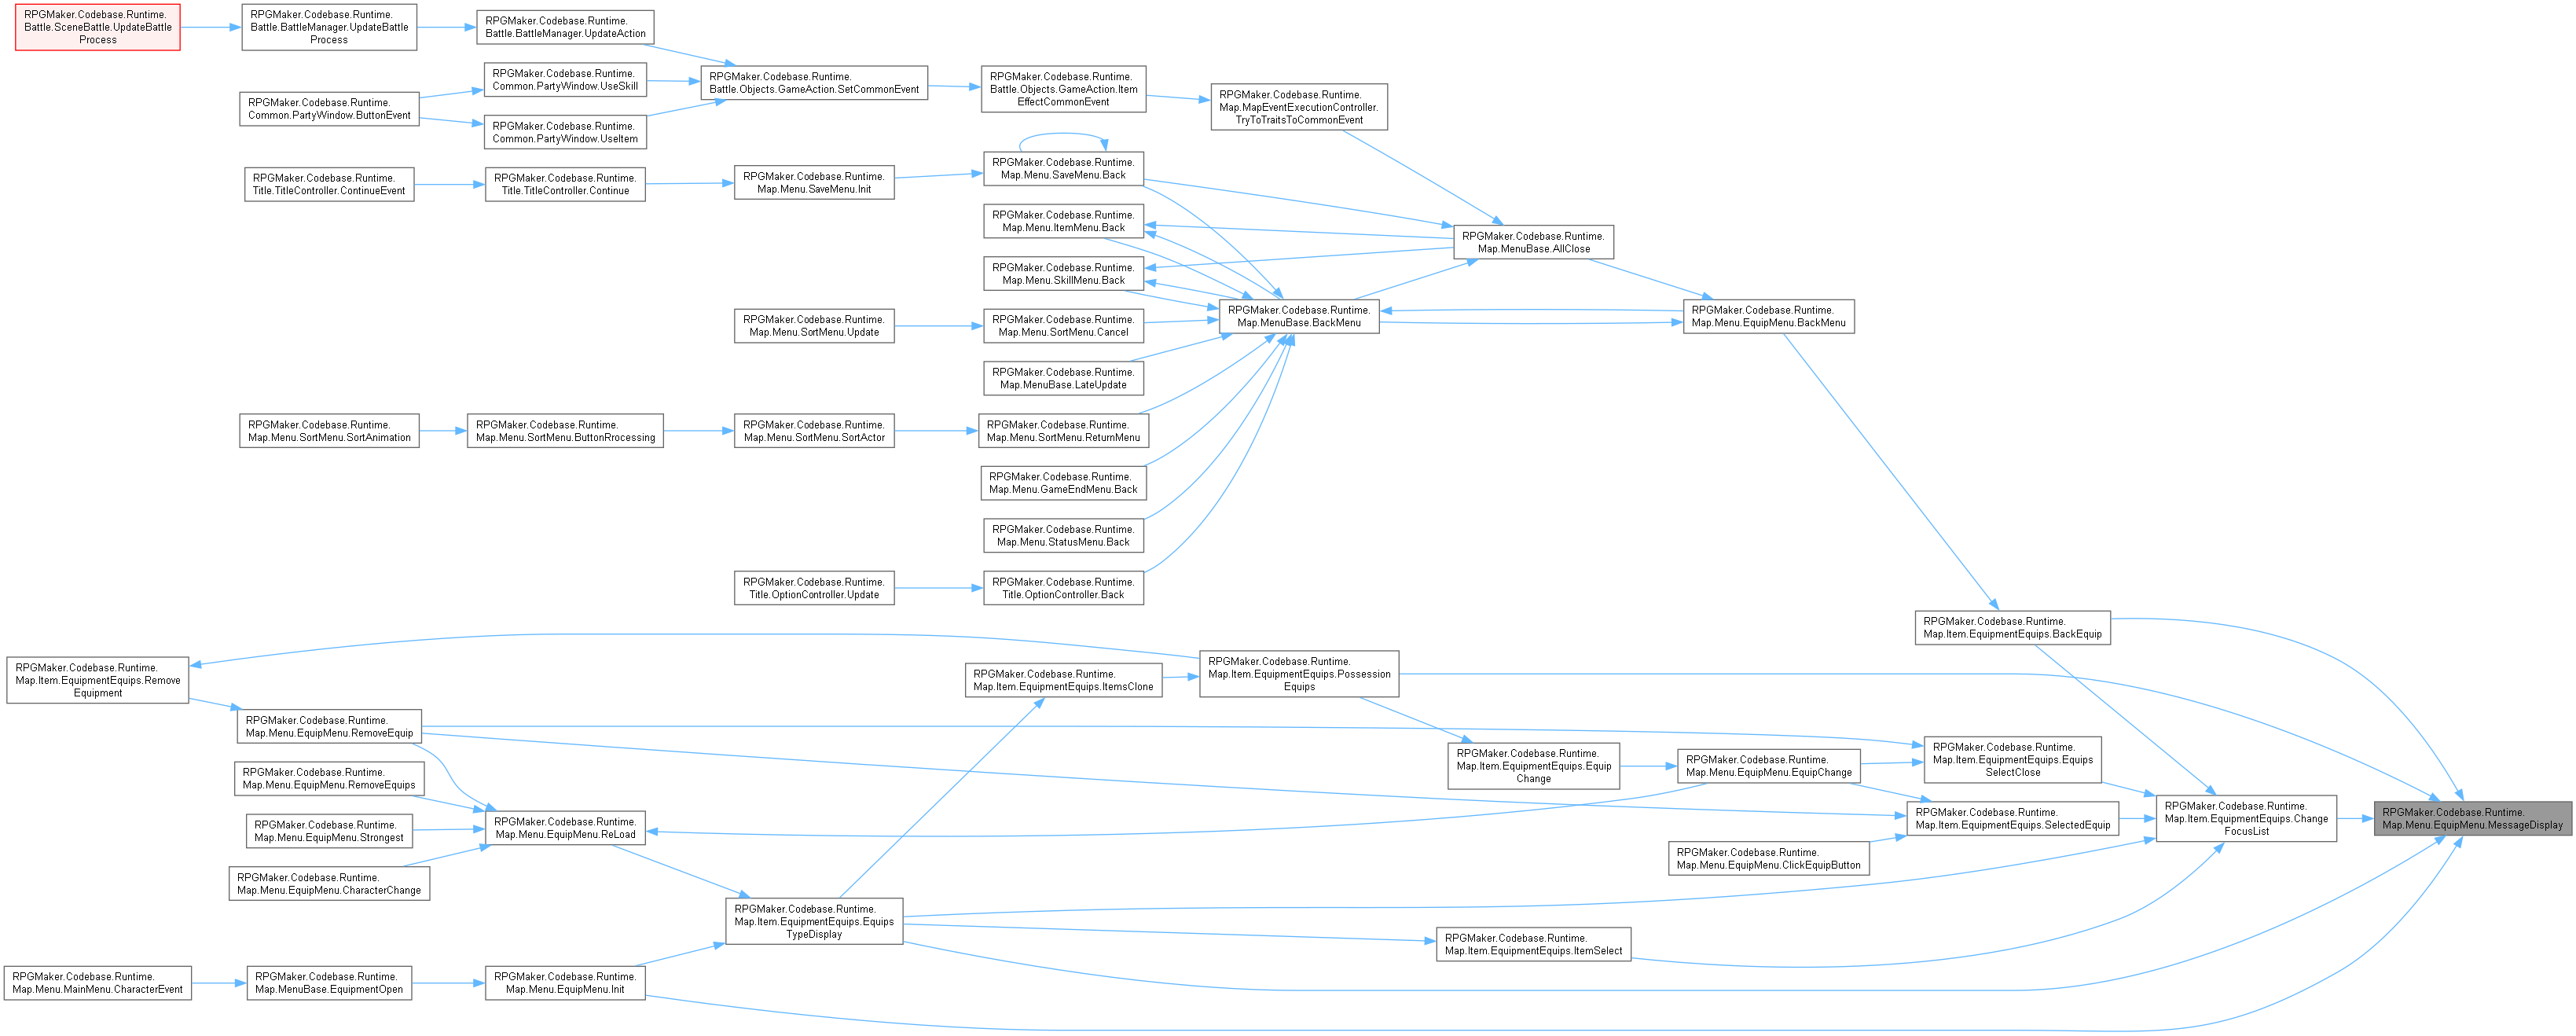 RPGMaker.Codebase.Runtime.
Battle.SceneBattle.UpdateBattle
Process
RPGMaker.Codebase.Runtime.
Battle.BattleManager.UpdateBattle
Process
RPGMaker.Codebase.Runtime.
Battle.BattleManager.UpdateAction
RPGMaker.Codebase.Runtime.
Common.PartyWindow.ButtonEvent
RPGMaker.Codebase.Runtime.
Common.PartyWindow.UseSkill
RPGMaker.Codebase.Runtime.
Common.PartyWindow.UseItem
RPGMaker.Codebase.Runtime.
Battle.Objects.GameAction.SetCommonEvent
RPGMaker.Codebase.Runtime.
Battle.Objects.GameAction.Item
EffectCommonEvent
RPGMaker.Codebase.Runtime.
Map.MapEventExecutionController.
TryToTraitsToCommonEvent
RPGMaker.Codebase.Runtime.
Title.TitleController.ContinueEvent
RPGMaker.Codebase.Runtime.
Title.TitleController.Continue
RPGMaker.Codebase.Runtime.
Map.Menu.SaveMenu.Init
RPGMaker.Codebase.Runtime.
Map.Menu.SaveMenu.Back
RPGMaker.Codebase.Runtime.
Map.Menu.ItemMenu.Back
RPGMaker.Codebase.Runtime.
Map.MenuBase.AllClose
RPGMaker.Codebase.Runtime.
Map.Menu.SkillMenu.Back
RPGMaker.Codebase.Runtime.
Map.Menu.SortMenu.Update
RPGMaker.Codebase.Runtime.
Map.Menu.SortMenu.Cancel
RPGMaker.Codebase.Runtime.
Map.MenuBase.BackMenu
RPGMaker.Codebase.Runtime.
Map.Menu.EquipMenu.BackMenu
RPGMaker.Codebase.Runtime.
Map.MenuBase.LateUpdate
RPGMaker.Codebase.Runtime.
Map.Menu.SortMenu.SortAnimation
RPGMaker.Codebase.Runtime.
Map.Menu.SortMenu.ButtonRrocessing
RPGMaker.Codebase.Runtime.
Map.Menu.SortMenu.SortActor
RPGMaker.Codebase.Runtime.
Map.Menu.SortMenu.ReturnMenu
RPGMaker.Codebase.Runtime.
Map.Menu.GameEndMenu.Back
RPGMaker.Codebase.Runtime.
Map.Menu.StatusMenu.Back
RPGMaker.Codebase.Runtime.
Title.OptionController.Update
RPGMaker.Codebase.Runtime.
Title.OptionController.Back
RPGMaker.Codebase.Runtime.
Map.Item.EquipmentEquips.BackEquip
RPGMaker.Codebase.Runtime.
Map.Item.EquipmentEquips.Remove
Equipment
RPGMaker.Codebase.Runtime.
Map.Item.EquipmentEquips.ItemsClone
RPGMaker.Codebase.Runtime.
Map.Item.EquipmentEquips.Possession
Equips
RPGMaker.Codebase.Runtime.
Map.Menu.EquipMenu.RemoveEquip
RPGMaker.Codebase.Runtime.
Map.Item.EquipmentEquips.Equip
Change
RPGMaker.Codebase.Runtime.
Map.Menu.EquipMenu.EquipChange
RPGMaker.Codebase.Runtime.
Map.Item.EquipmentEquips.Equips
SelectClose
RPGMaker.Codebase.Runtime.
Map.Menu.EquipMenu.RemoveEquips
RPGMaker.Codebase.Runtime.
Map.Menu.EquipMenu.Strongest
RPGMaker.Codebase.Runtime.
Map.Menu.EquipMenu.ReLoad
RPGMaker.Codebase.Runtime.
Map.Item.EquipmentEquips.SelectedEquip
RPGMaker.Codebase.Runtime.
Map.Item.EquipmentEquips.Change
FocusList
RPGMaker.Codebase.Runtime.
Map.Menu.EquipMenu.MessageDisplay
RPGMaker.Codebase.Runtime.
Map.Menu.EquipMenu.ClickEquipButton
RPGMaker.Codebase.Runtime.
Map.Menu.EquipMenu.CharacterChange
RPGMaker.Codebase.Runtime.
Map.Item.EquipmentEquips.Equips
TypeDisplay
RPGMaker.Codebase.Runtime.
Map.Item.EquipmentEquips.ItemSelect
RPGMaker.Codebase.Runtime.
Map.Menu.MainMenu.CharacterEvent
RPGMaker.Codebase.Runtime.
Map.MenuBase.EquipmentOpen
RPGMaker.Codebase.Runtime.
Map.Menu.EquipMenu.Init